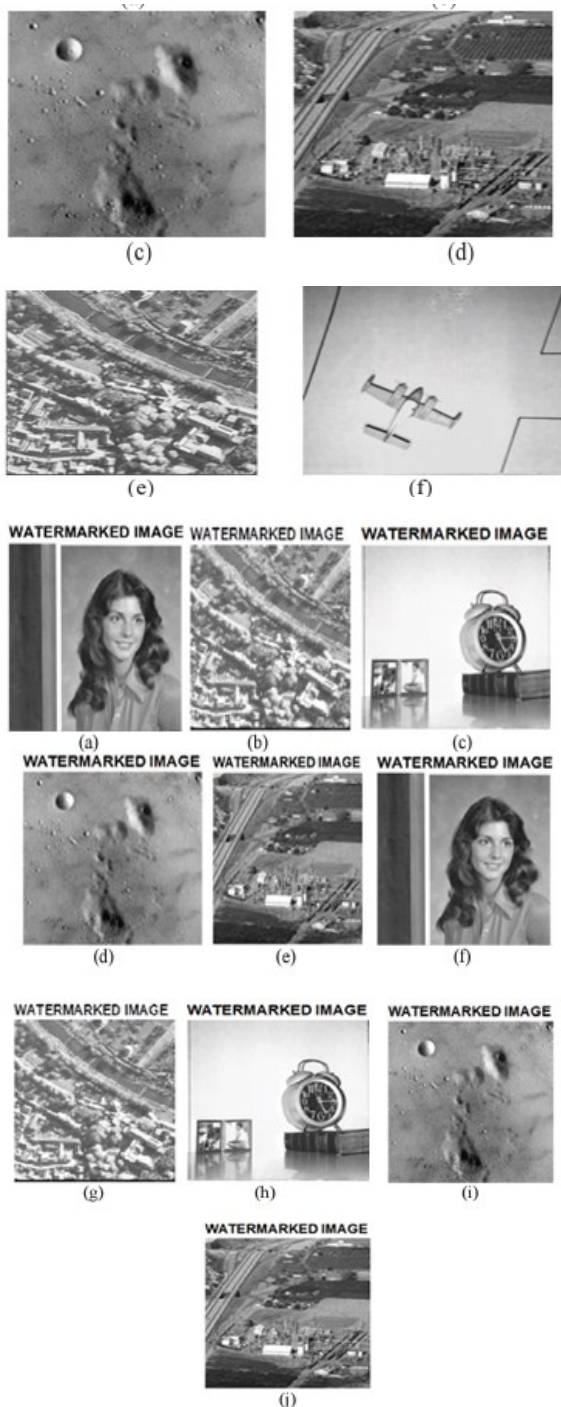 (c) (d)
(e) (f)
WATERMARKED IMAGE WATERMARKED IMAGE WATERMARKED IMAGE
(a) (b) (c)
WATERMARKED IMAGE WATERMARKED IMAGE WATERMARKED IMAGE
(d) (e) (f)
WATERMARKED IMAGE WATERMARKED IMAGE WATERMARKED IMAGE
(g) (h) (i)
WATERMARKED IMAGE
(j)